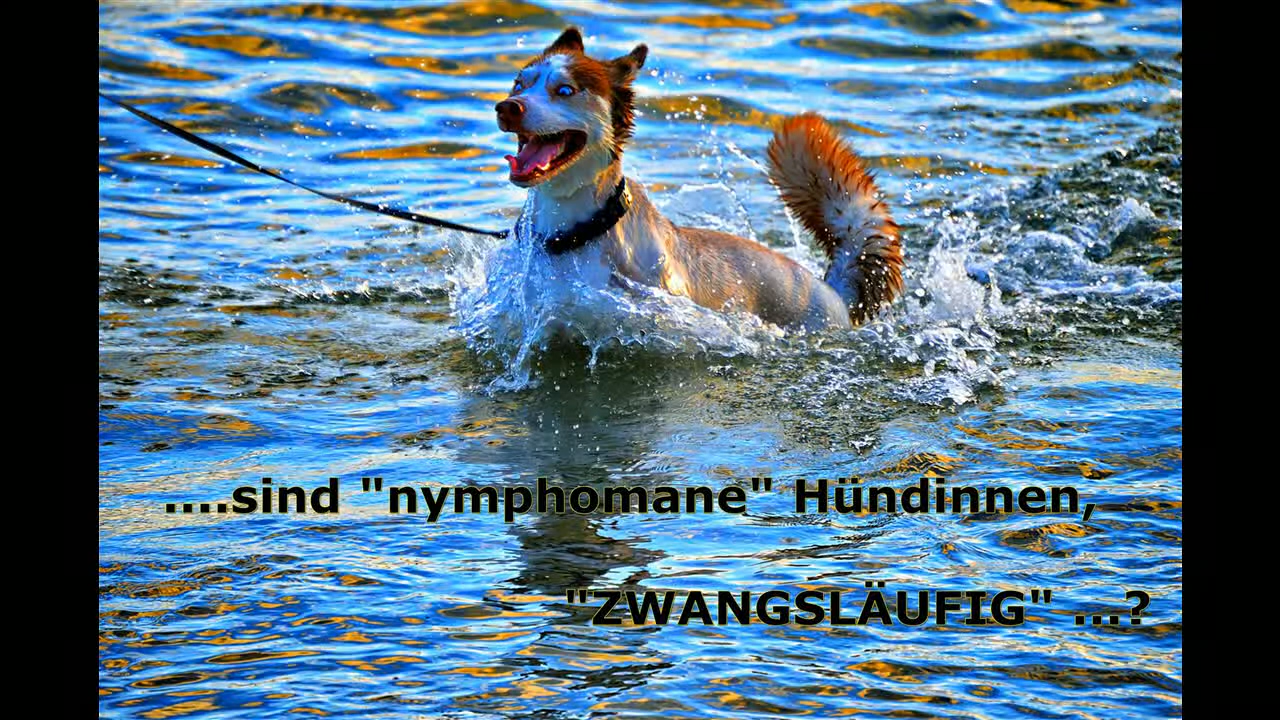 ....sind "nymphomane" Hündinnen,
"ZWANGSLÄUFIG" ...?